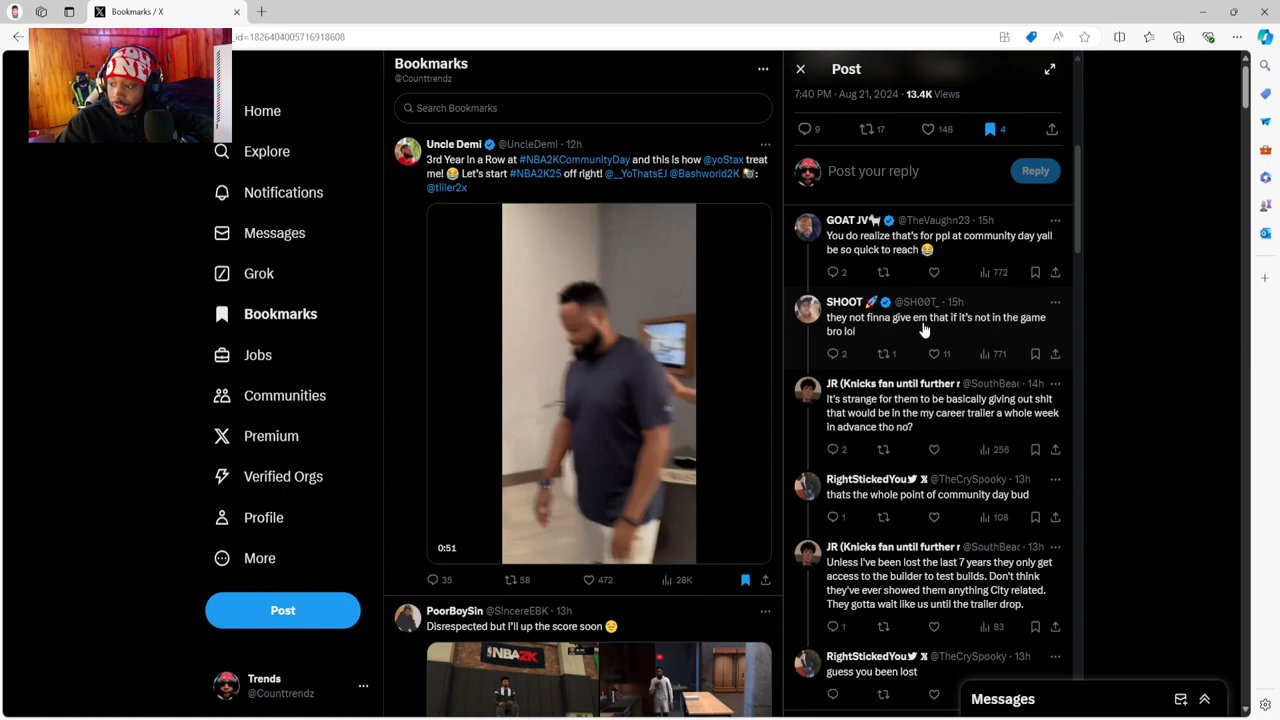 Bookmarks / X
_id=1826404005716918608
Home
Explore
Notifications
Messages
Grok
Bookmarks
Jobs
Communities
Premium
Verified Orgs
Profile
More
Post
Trends
@Counttrendz
Bookmarks
@Counttrendz
Search Bookmarks
Uncle Demi @UncleDemi · 12h
3rd Year in a Row at #NBA2KCommunityDay and this is how @yoStax treat
me! 😂 Let's start #NBA2K25 off right! @__YoThatsEJ @Bashworld2K 📸:
@tiller2x
0:51
35
58
472
28K
PoorBoySin @SincereEBK · 13h
Disrespected but I'll up the score soon 😔
NBA2K
Post
7:40 PM · Aug 21, 2024 · 13.4K Views
9
17
148
4
Post your reply
Reply
GOAT JV🐐 @TheVaughn23 · 15h
You do realize that's for ppl at community day yall
be so quick to reach 😂
2
772
SHOOT 🚀 @SH00T_ · 15h
they not finna give em that if it's not in the game
bro lol
2
1
11
771
JR (Knicks fan until further r @SouthBeac · 14h
It's strange for them to be basically giving out shit
that would be in the my career trailer a whole week
in advance tho no?
2
256
RightStickedYou @TheCrySpooky · 13h
thats the whole point of community day bud
1
108
JR (Knicks fan until further r @SouthBeac · 13h
Unless I've been lost the last 7 years they only get
access to the builder to test builds. Don't think
they've ever showed them anything City related.
They gotta wait like us until the trailer drop.
1
83
RightStickedYou @TheCrySpooky · 13h
guess you been lost
Messages